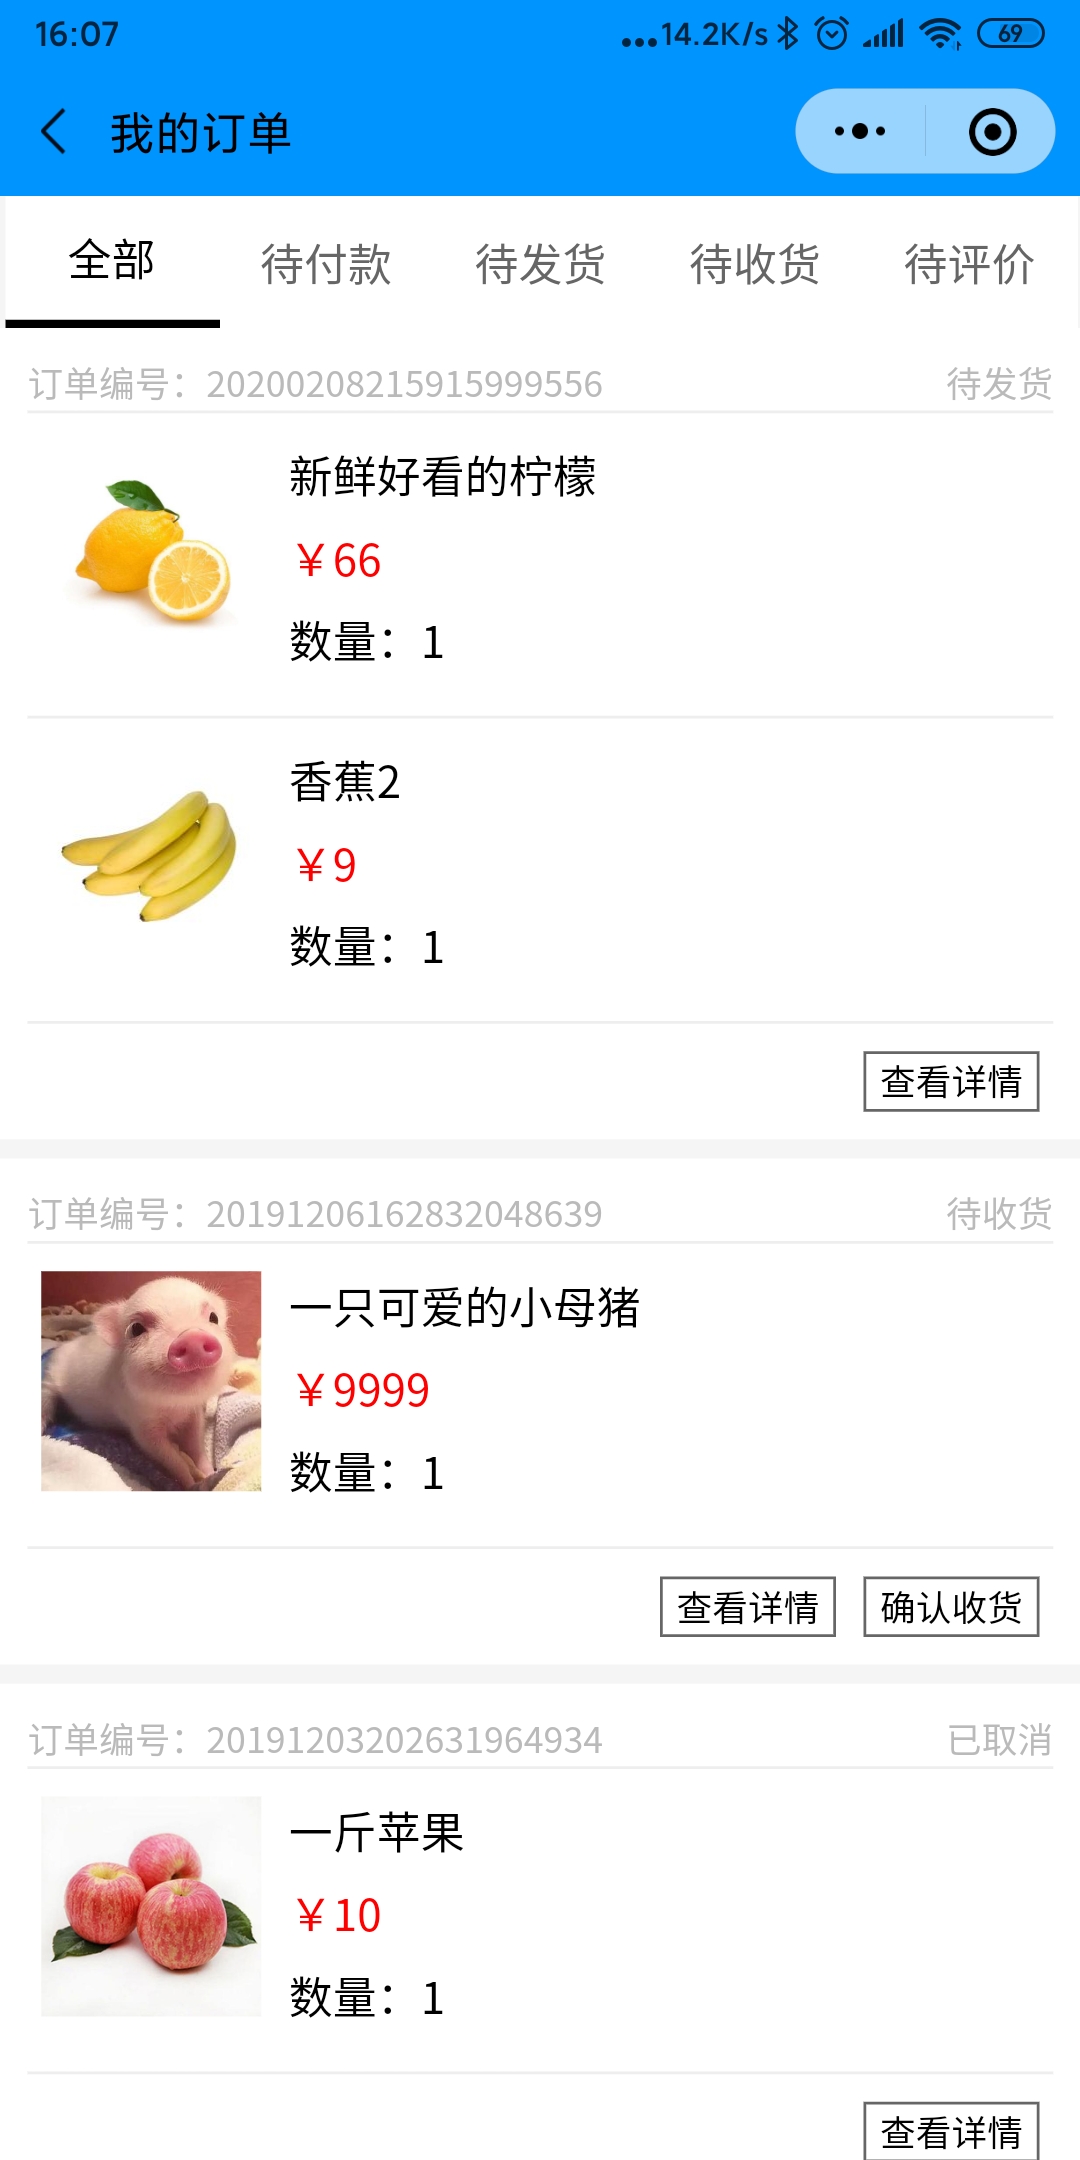 16:07 ...14.2K/s 69
我的订单
全部 待付款 待发货 待收货 待评价
订单编号：20200208215915999556 待发货
新鲜好看的柠檬
￥66
数量：1
香蕉2
￥9
数量：1
查看详情
订单编号：20191206162832048639 待收货
一只可爱的小母猪
￥9999
数量：1
查看详情 确认收货
订单编号：20191203202631964934 已取消
一斤苹果
￥10
数量：1
查看详情